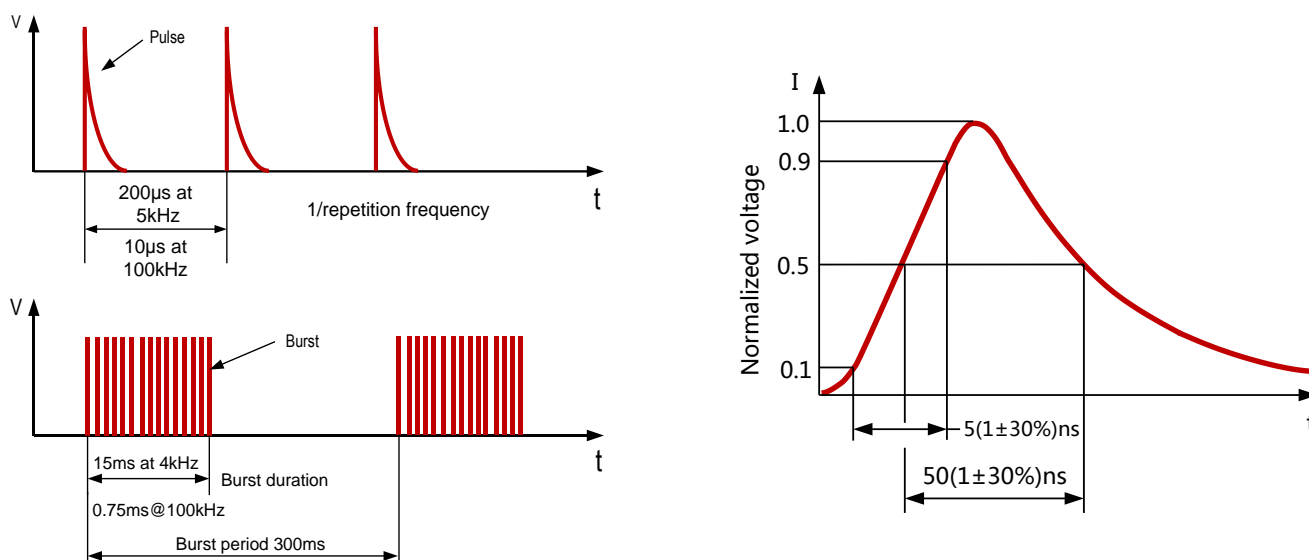 V
Pulse
200μs at
5kHz
10μs at
100kHz
1/repetition frequency
t
V
Burst
t
15ms at 4kHz
Burst duration
0.75ms@100kHz
Burst period 300ms
I
1.0
0.9
Normalized voltage
0.5
0.1
5(1±30%)ns
t
50(1±30%)ns